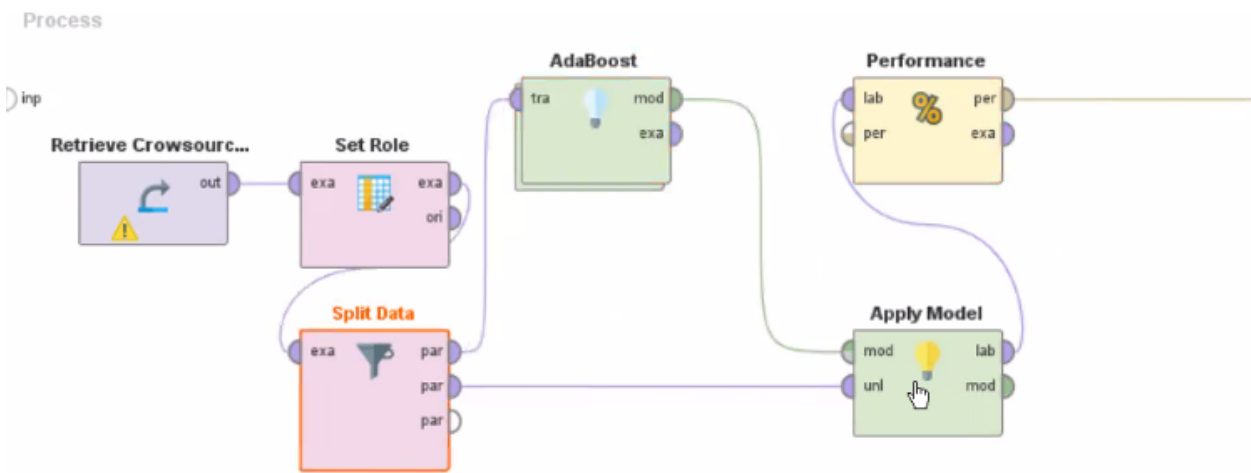 Process
inp
Retrieve Crowsourc...
out
Set Role
exa exa
ori
Split Data
exa par
par
par
AdaBoost
tra mod
exa
Performance
lab per
per exa
%
Apply Model
mod lab
unl mod